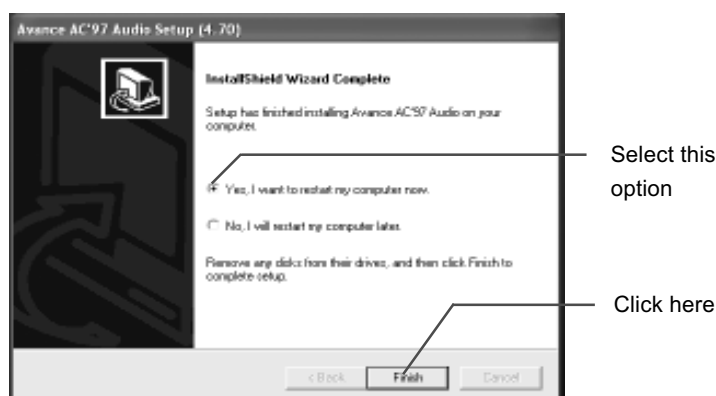 Avance AC'97 Audio Setup (4.70)
InstallShield Wizard Complete
Setup has finished installing Avance AC'97 Audio on your
computer.
Select this
option
Yes, I want to restart my computer now.
No, I will restart my computer later.
Remove any disks from their drives, and then click Finish to
complete setup.
Click here
< Back
Finish
Cancel